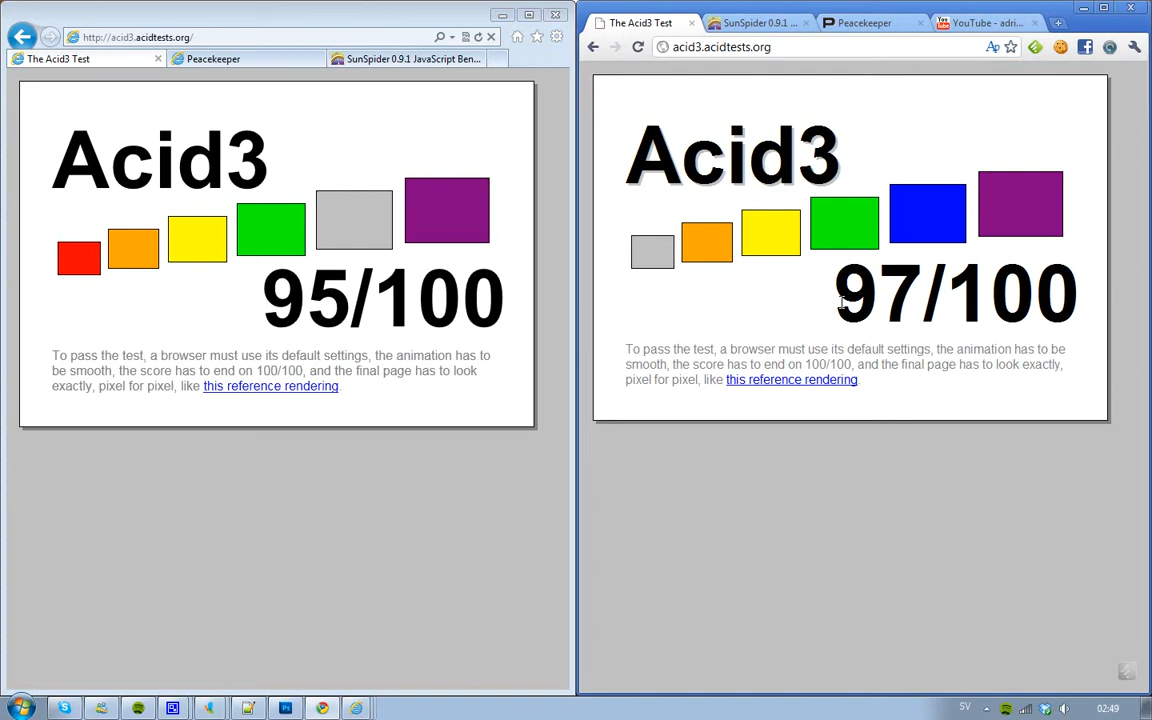 http://acid3.acidtests.org/
The Acid3 Test
Peacekeeper
SunSpider 0.9.1 JavaScript Ben...
Acid3
95/100
To pass the test, a browser must use its default settings, the animation has to
be smooth, the score has to end on 100/100, and the final page has to look
exactly, pixel for pixel, like this reference rendering.
The Acid3 Test
SunSpider 0.9.1 ...
Peacekeeper
YouTube - adri...
acid3.acidtests.org
Acid3
97/100
To pass the test, a browser must use its default settings, the animation has to be
smooth, the score has to end on 100/100, and the final page has to look exactly,
pixel for pixel, like this reference rendering.
SV
02:49